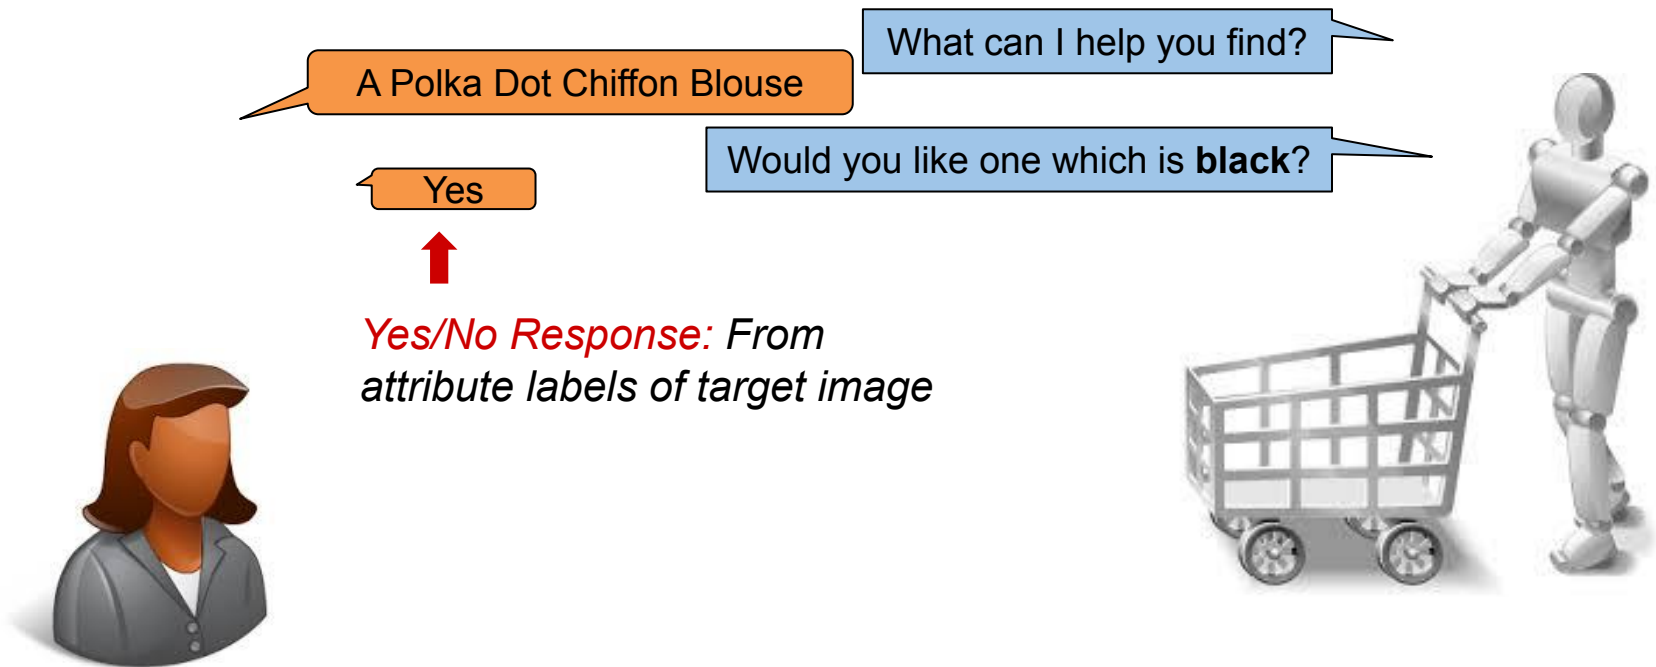 What can I help you find?
A Polka Dot Chiffon Blouse
Would you like one which is black?
Yes
Yes/No Response: From
attribute labels of target image